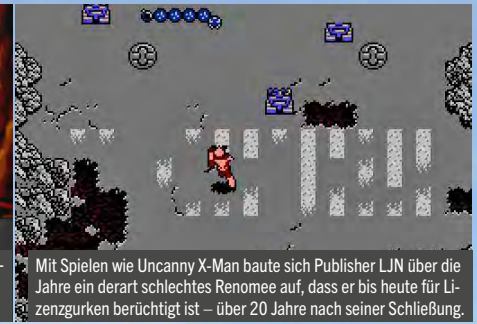 Mit Spielen wie Uncanny X-Man baute sich Publisher LJN über die
Jahre ein derart schlechtes Renomee auf, dass er bis heute für Li-
zenzgurken berüchtigt ist – über 20 Jahre nach seiner Schließung.